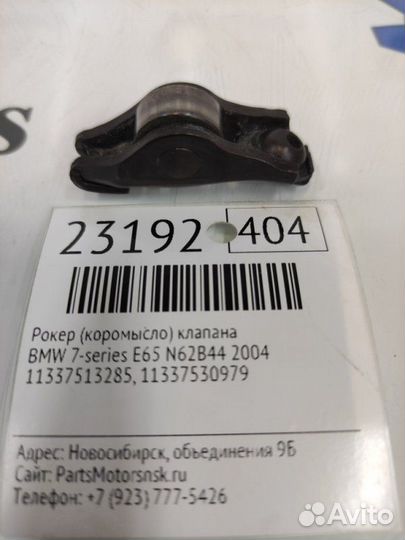 23192 404
Рокер (коромысло) клапана
BMW 7-series E65 N62B44 2004
11337513285, 11337530979
Адрес: Новосибирск, объединения 9Б
Сайт: PartsMotorsnsk.ru
Телефон: +7 (923) 777-5426
Avito